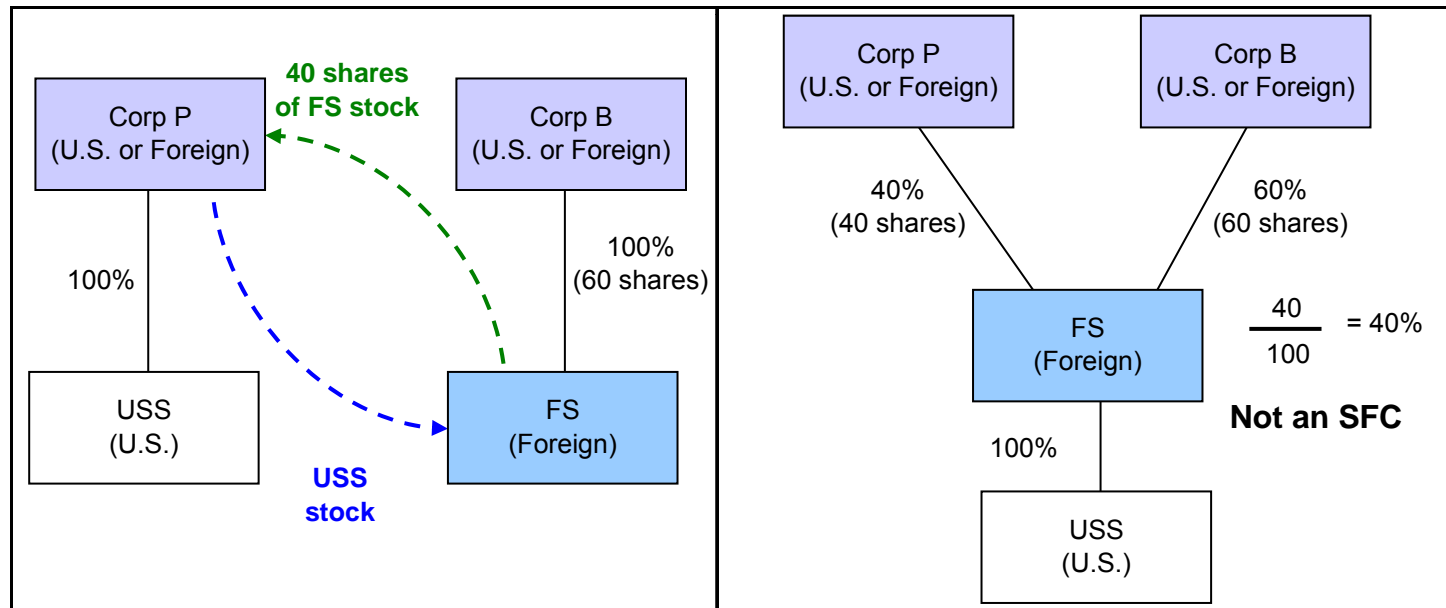 40 shares
of FS stock
Corp P
(U.S. or Foreign)
Corp B
(U.S. or Foreign)
100%
100%
(60 shares)
USS
(U.S.)
FS
(Foreign)
USS
stock
Corp P
(U.S. or Foreign)
Corp B
(U.S. or Foreign)
40%
(40 shares)
60%
(60 shares)
FS
(Foreign)
40
100
= 40%
Not an SFC
100%
USS
(U.S.)